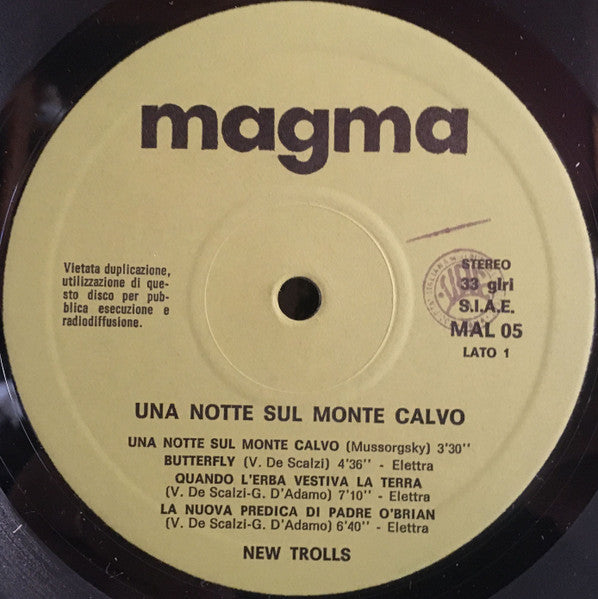 magma
Vietata duplicazione,
utilizzazione di que-
sto disco per pub-
blica esecuzione e
radiodiffusione.
STEREO
33 giri
S.I.A.E.
MAL 05
LATO 1
UNA NOTTE SUL MONTE CALVO
UNA NOTTE SUL MONTE CALVO (Mussorgsky) 3'30''
BUTTERFLY (V. De Scalzi) 4'36'' - Elettra
QUANDO L'ERBA VESTIVA LA TERRA
(V. De Scalzi-G. D'Adamo) 7'10'' - Elettra
LA NUOVA PREDICA DI PADRE O'BRIAN
(V. De Scalzi-G. D'Adamo) 6'40'' - Elettra
NEW TROLLS